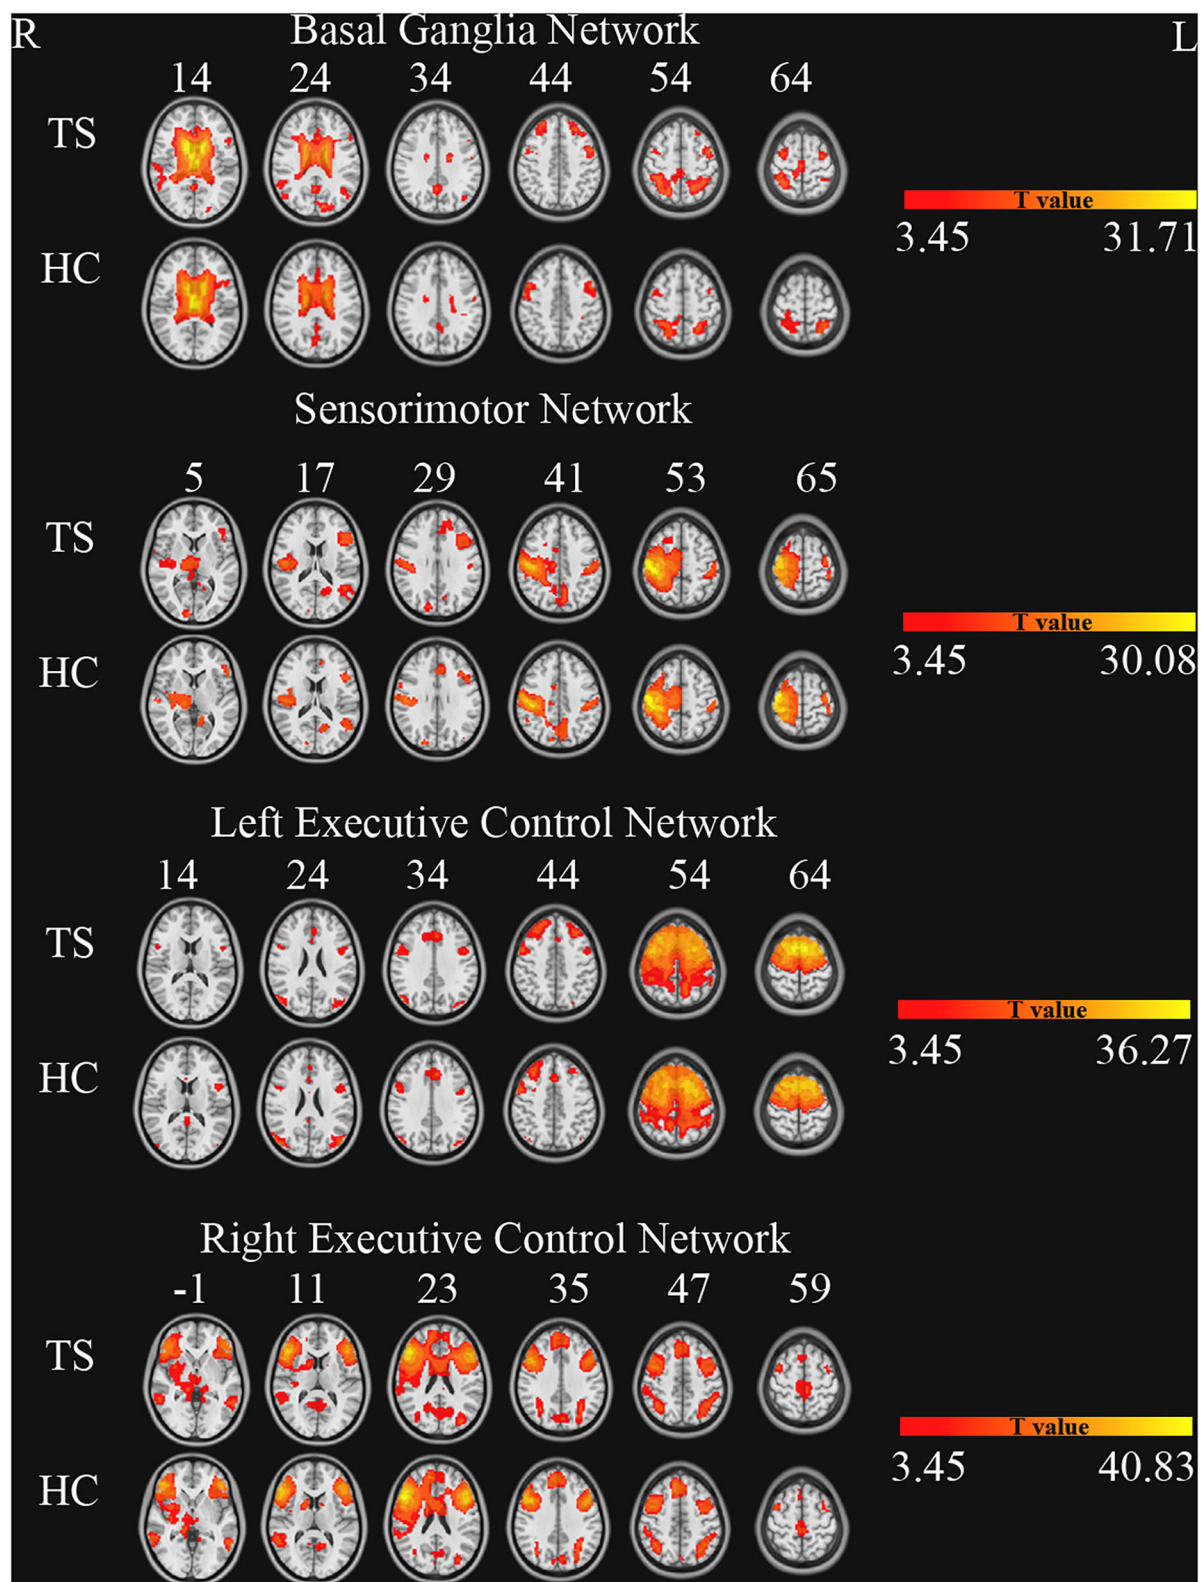 R Basal Ganglia Network L
14 24 34 44 54 64
TS
T value
3.45 31.71
HC
Sensorimotor Network
5 17 29 41 53 65
TS
T value
3.45 30.08
HC
Left Executive Control Network
14 24 34 44 54 64
TS
T value
3.45 36.27
HC
Right Executive Control Network
-1 11 23 35 47 59
TS
T value
3.45 40.83
HC